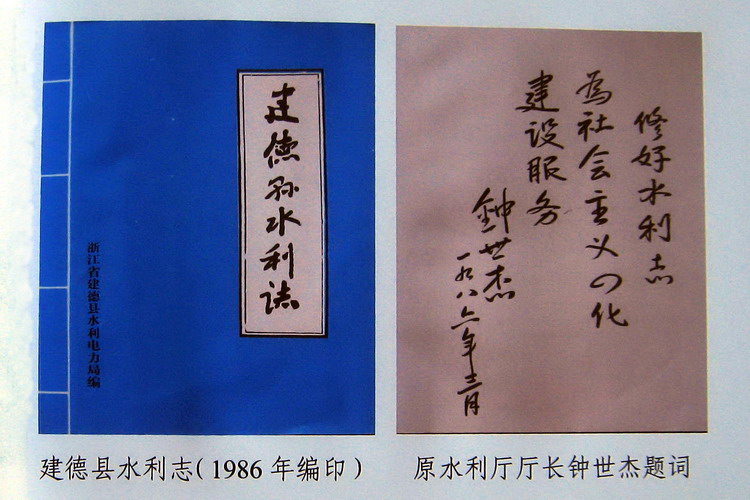 建德县水利誌
浙江省建德县水利电力局编
建德县水利志(1986年编印)
修好水利志
为社会主义四化
建设服务
钟世杰
一九八六年十二月
原水利厅厅长钟世杰题词